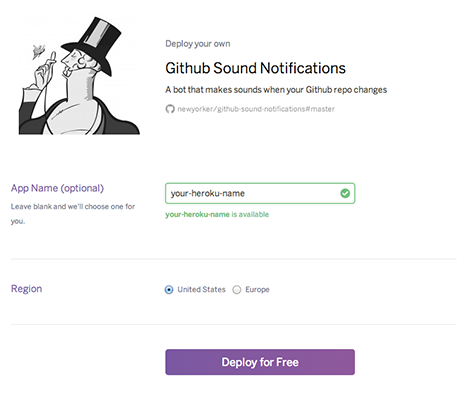 Deploy your own
Github Sound Notifications
A bot that makes sounds when your Github repo changes
newyorker/github-sound-notifications#master
App Name (optional)
Leave blank and we'll choose one for
you.
your-heroku-name
your-heroku-name is available
Region
United States
Europe
Deploy for Free